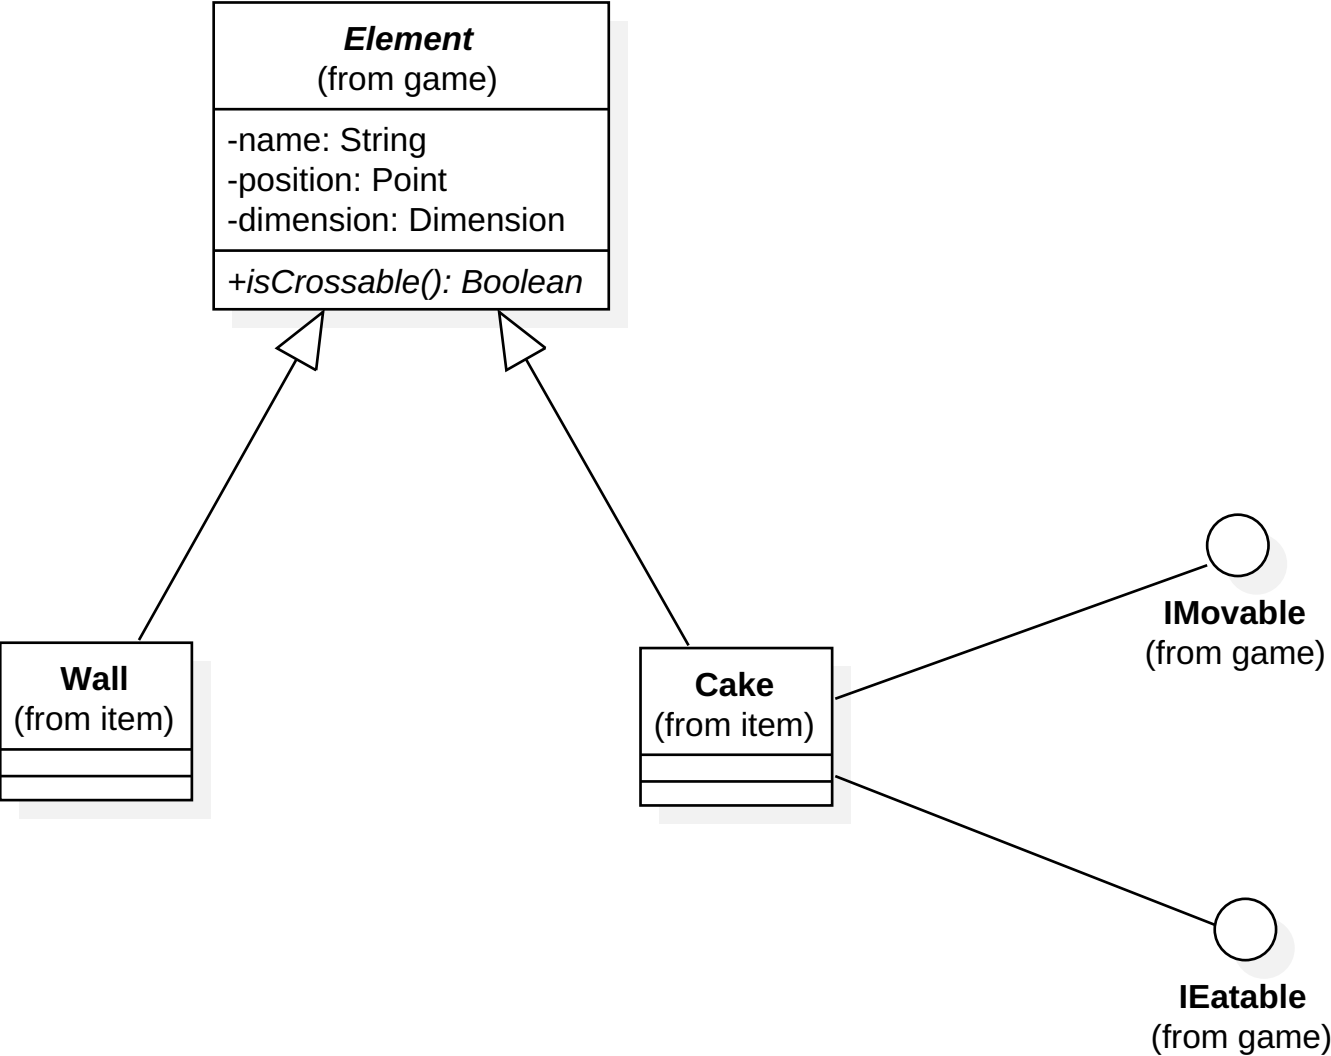 Element
(from game)
-name: String
-position: Point
-dimension: Dimension
+isCrossable(): Boolean
IMovable
(from game)
Wall
(from item)
Cake
(from item)
IEatable
(from game)